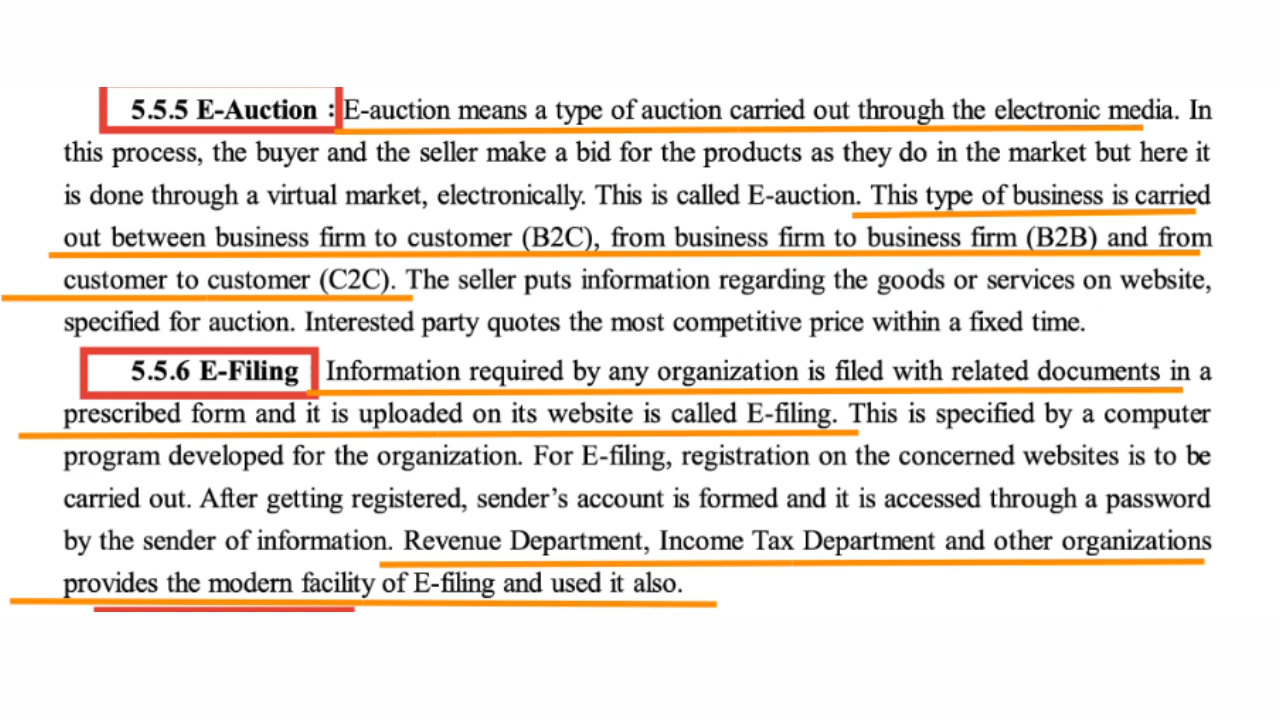 5.5.5 E-Auction : E-auction means a type of auction carried out through the electronic media. In
this process, the buyer and the seller make a bid for the products as they do in the market but here it
is done through a virtual market, electronically. This is called E-auction. This type of business is carried
out between business firm to customer (B2C), from business firm to business firm (B2B) and from
customer to customer (C2C). The seller puts information regarding the goods or services on website,
specified for auction. Interested party quotes the most competitive price within a fixed time.
5.5.6 E-Filing Information required by any organization is filed with related documents in a
prescribed form and it is uploaded on its website is called E-filing. This is specified by a computer
program developed for the organization. For E-filing, registration on the concerned websites is to be
carried out. After getting registered, sender's account is formed and it is accessed through a password
by the sender of information. Revenue Department, Income Tax Department and other organizations
provides the modern facility of E-filing and used it also.